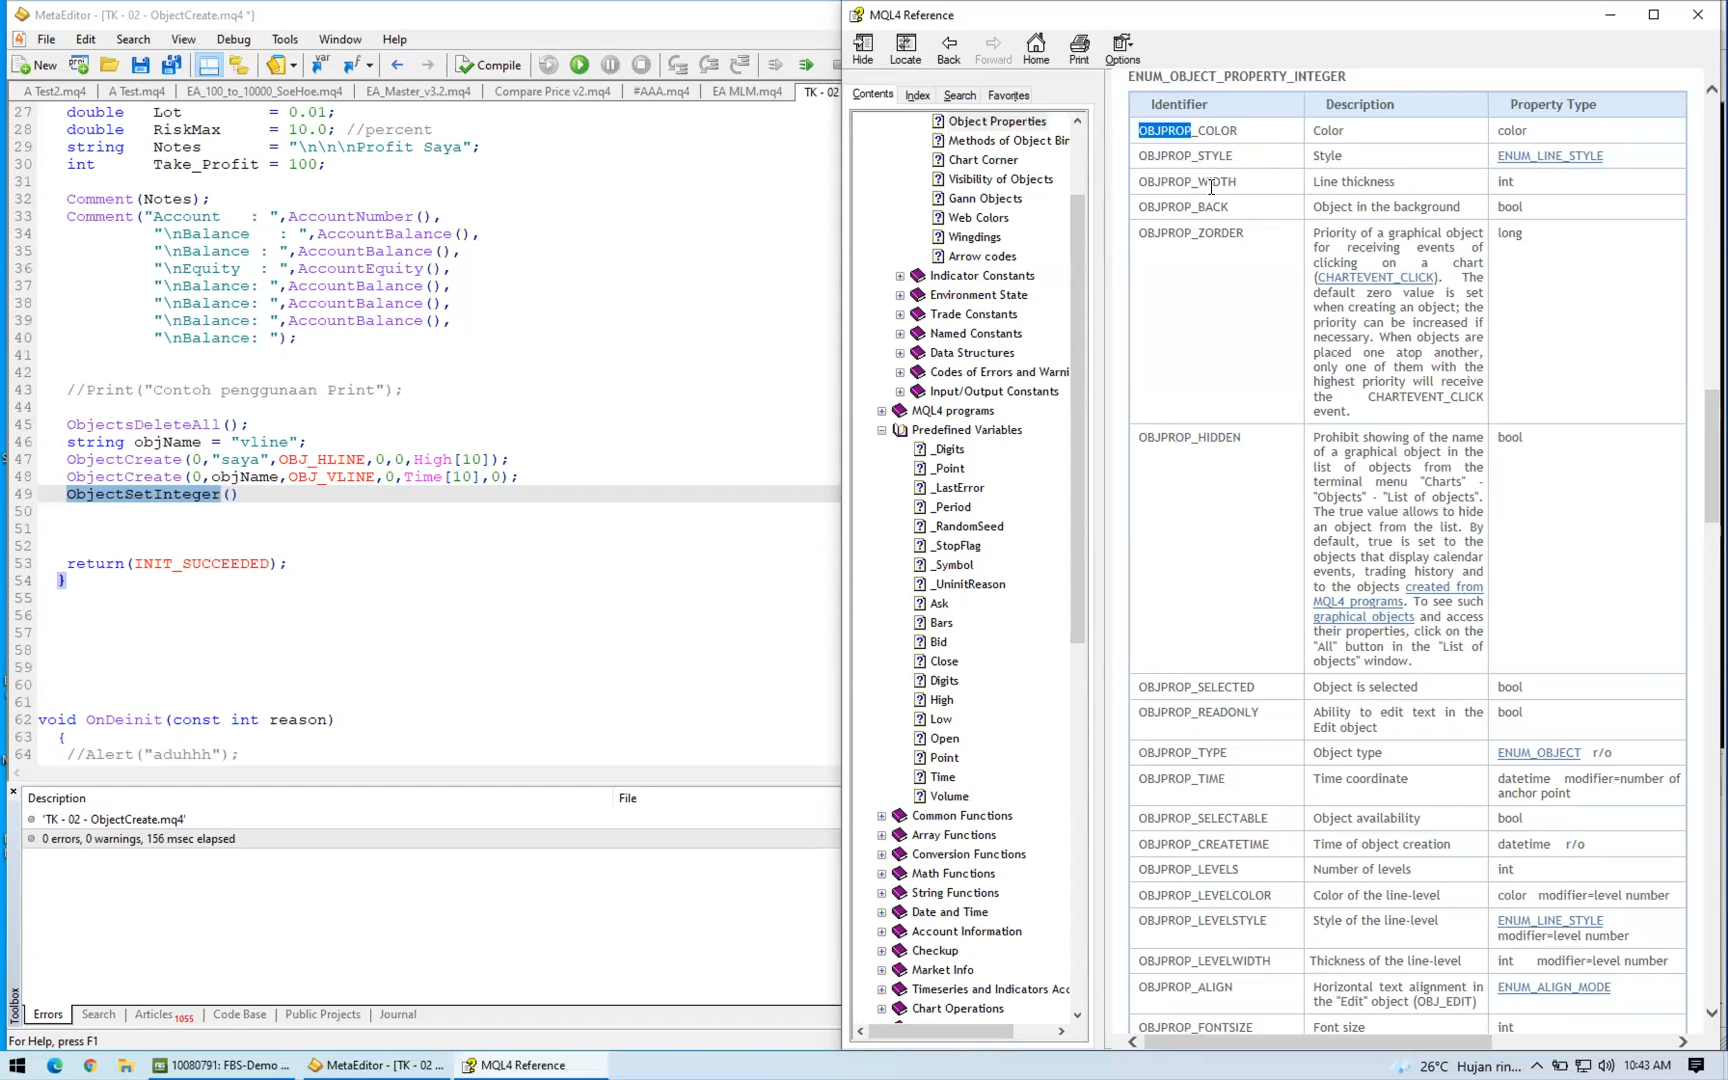 MetaEditor - [TK - 02 - ObjectCreate.mq4 *]
File Edit Search View Debug Tools Window Help
New Compile
A Test2.mq4 A Test.mq4 EA_100_to_10000_SoeHoe.mq4 EA_Master_v3.2.mq4 Compare Price v2.mq4 #AAA.mq4 EA MLM.mq4 TK - 02
27 double Lot = 0.01;
28 double RiskMax = 10.0; //percent
29 string Notes = "\n\n\nProfit Saya";
30 int Take_Profit = 100;
31
32 Comment(Notes);
33 Comment("Account : ",AccountNumber(),
34 "\nBalance : ",AccountBalance(),
35 "\nBalance : ",AccountBalance(),
36 "\nEquity : ",AccountEquity(),
37 "\nBalance: ",AccountBalance(),
38 "\nBalance: ",AccountBalance(),
39 "\nBalance: ",AccountBalance(),
40 "\nBalance: ");
41
42
43 //Print("Contoh penggunaan Print");
44
45 ObjectsDeleteAll();
46 string objName = "vline";
47 ObjectCreate(0,"saya",OBJ_HLINE,0,0,High[10]);
48 ObjectCreate(0,objName,OBJ_VLINE,0,Time[10],0);
49 ObjectSetInteger()
50
51
52
53 return(INIT_SUCCEEDED);
54 }
55
56
57
58
59
60
61
62 void OnDeinit(const int reason)
63 {
64 //Alert("aduhhh");
Description File
'TK - 02 - ObjectCreate.mq4'
0 errors, 0 warnings, 156 msec elapsed
Toolbox
Errors Search Articles 1055 Code Base Public Projects Journal
For Help, press F1
MQL4 Reference
Hide Locate Back Forward Home Print Options
Contents Index Search Favorites
Object Properties
Methods of Object Bin
Chart Corner
Visibility of Objects
Gann Objects
Web Colors
Wingdings
Arrow codes
Indicator Constants
Environment State
Trade Constants
Named Constants
Data Structures
Codes of Errors and Warni
Input/Output Constants
MQL4 programs
Predefined Variables
_Digits
_Point
_LastError
_Period
_RandomSeed
_StopFlag
_Symbol
_UninitReason
Ask
Bars
Bid
Close
Digits
High
Low
Open
Point
Time
Volume
Common Functions
Array Functions
Conversion Functions
Math Functions
String Functions
Date and Time
Account Information
Checkup
Market Info
Timeseries and Indicators Acc
Chart Operations
ENUM_OBJECT_PROPERTY_INTEGER
Identifier Description Property Type
OBJPROP_COLOR Color color
OBJPROP_STYLE Style ENUM_LINE_STYLE
OBJPROP_WIDTH Line thickness int
OBJPROP_BACK Object in the background bool
OBJPROP_ZORDER Priority of a graphical object long
for receiving events of
clicking on a chart
(CHARTEVENT_CLICK). The
default zero value is set
when creating an object; the
priority can be increased if
necessary. When objects are
placed one atop another,
only one of them with the
highest priority will receive
the CHARTEVENT_CLICK
event.
OBJPROP_HIDDEN Prohibit showing of the name bool
of a graphical object in the
list of objects from the
terminal menu "Charts" -
"Objects" - "List of objects".
The true value allows to hide
an object from the list. By
default, true is set to the
objects that display calendar
events, trading history and
to the objects created from
MQL4 programs. To see such
graphical objects and access
their properties, click on the
"All" button in the "List of
objects" window.
OBJPROP_SELECTED Object is selected bool
OBJPROP_READONLY Ability to edit text in the bool
Edit object
OBJPROP_TYPE Object type ENUM_OBJECT r/o
OBJPROP_TIME Time coordinate datetime modifier=number of
anchor point
OBJPROP_SELECTABLE Object availability bool
OBJPROP_CREATETIME Time of object creation datetime r/o
OBJPROP_LEVELS Number of levels int
OBJPROP_LEVELCOLOR Color of the line-level color modifier=level number
OBJPROP_LEVELSTYLE Style of the line-level ENUM_LINE_STYLE
modifier=level number
OBJPROP_LEVELWIDTH Thickness of the line-level int modifier=level number
OBJPROP_ALIGN Horizontal text alignment in ENUM_ALIGN_MODE
the "Edit" object (OBJ_EDIT)
OBJPROP_FONTSIZE Font size int
10080791: FBS-Demo ... MetaEditor - [TK - 02 ... MQL4 Reference 26°C Hujan rin... 10:43 AM